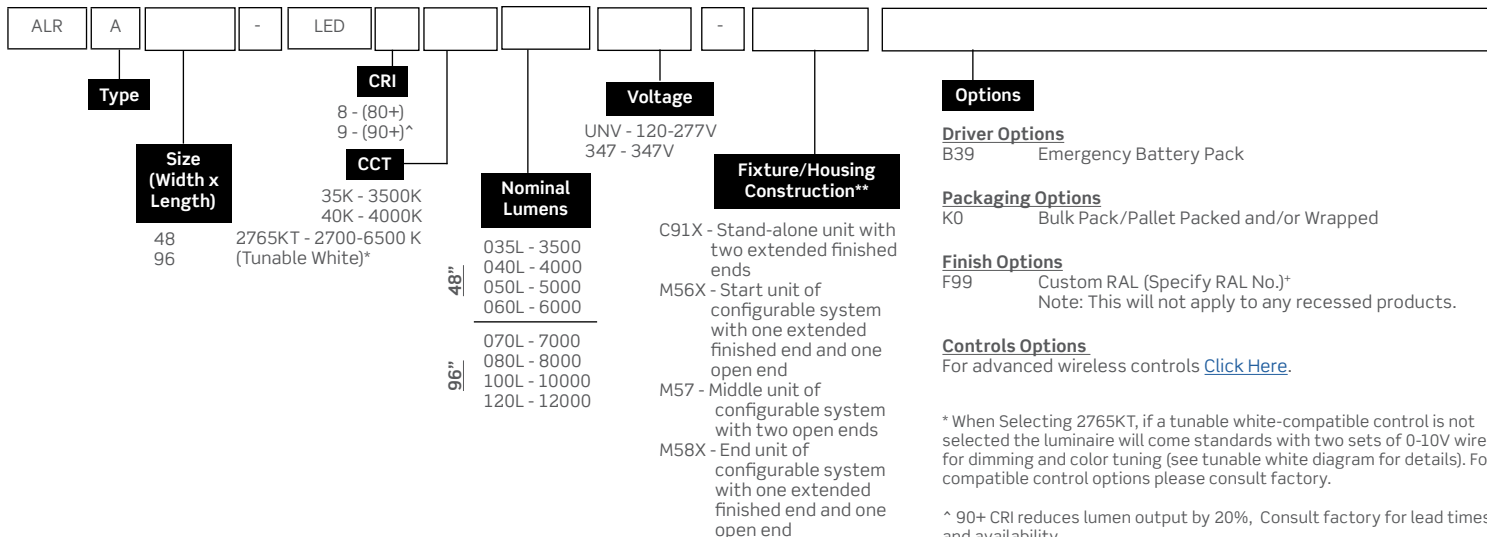 ALR A - LED -
Type
Size
(Width x
Length)
48
96
CRI
8 - (80+)
9 - (90+)^
CCT
35K - 3500K
40K - 4000K
2765KT - 2700-6500 K
(Tunable White)*
Nominal
Lumens
48"
035L - 3500
040L - 4000
050L - 5000
060L - 6000
96"
070L - 7000
080L - 8000
100L - 10000
120L - 12000
Voltage
UNV - 120-277V
347 - 347V
Fixture/Housing
Construction**
C91X - Stand-alone unit with
two extended finished
ends
M56X - Start unit of
configurable system
with one extended
finished end and one
open end
M57 - Middle unit of
configurable system
with two open ends
M58X - End unit of
configurable system
with one extended
finished end and one
open end
Options
Driver Options
B39 Emergency Battery Pack
Packaging Options
K0 Bulk Pack/Pallet Packed and/or Wrapped
Finish Options
F99 Custom RAL (Specify RAL No.)+
Note: This will not apply to any recessed products.
Controls Options
For advanced wireless controls Click Here.
* When Selecting 2765KT, if a tunable white-compatible control is not
selected the luminaire will come standards with two sets of 0-10V wire
for dimming and color tuning (see tunable white diagram for details). Fo
compatible control options please consult factory.
^ 90+ CRI reduces lumen output by 20%, Consult factory for lead times
and availability